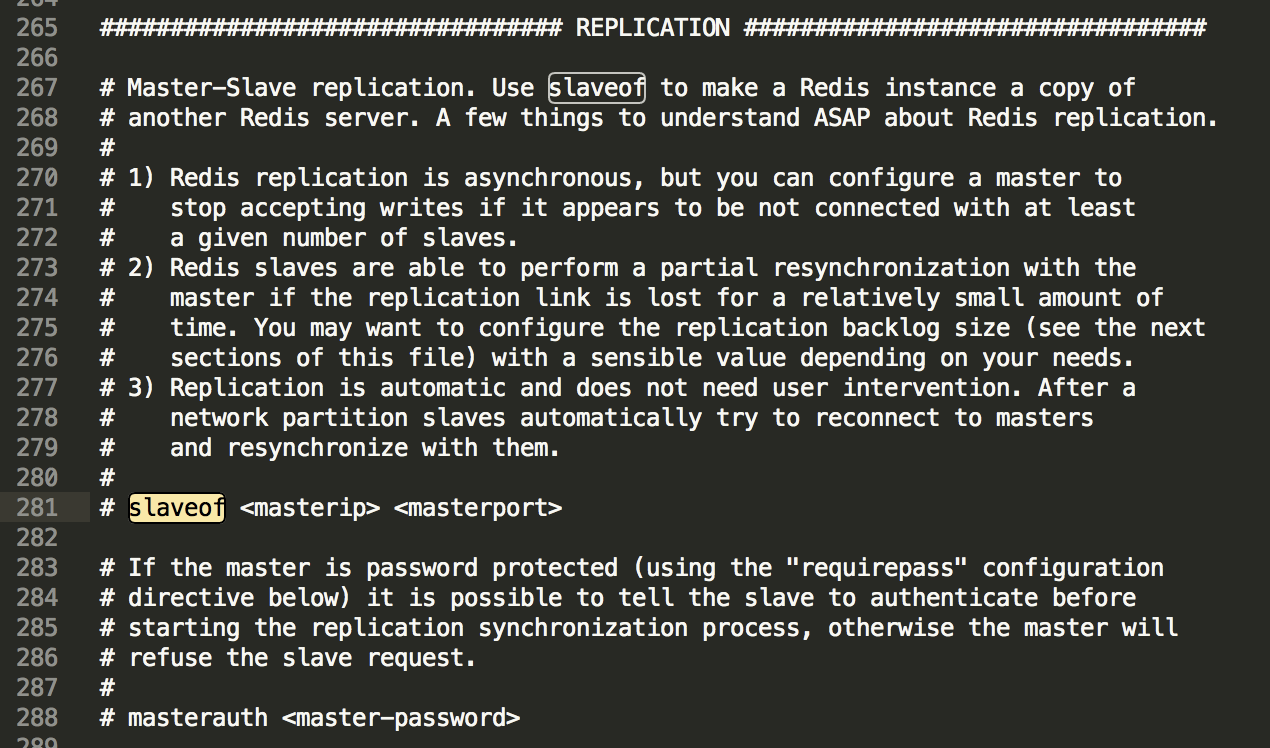 265 ################################# REPLICATION #################################
266
267 # Master-Slave replication. Use slaveof to make a Redis instance a copy of
268 # another Redis server. A few things to understand ASAP about Redis replication.
269 #
270 # 1) Redis replication is asynchronous, but you can configure a master to
271 #    stop accepting writes if it appears to be not connected with at least
272 #    a given number of slaves.
273 # 2) Redis slaves are able to perform a partial resynchronization with the
274 #    master if the replication link is lost for a relatively small amount of
275 #    time. You may want to configure the replication backlog size (see the next
276 #    sections of this file) with a sensible value depending on your needs.
277 # 3) Replication is automatic and does not need user intervention. After a
278 #    network partition slaves automatically try to reconnect to masters
279 #    and resynchronize with them.
280 #
281 # slaveof <masterip> <masterport>
282
283 # If the master is password protected (using the "requirepass" configuration
284 # directive below) it is possible to tell the slave to authenticate before
285 # starting the replication synchronization process, otherwise the master will
286 # refuse the slave request.
287 #
288 # masterauth <master-password>
289